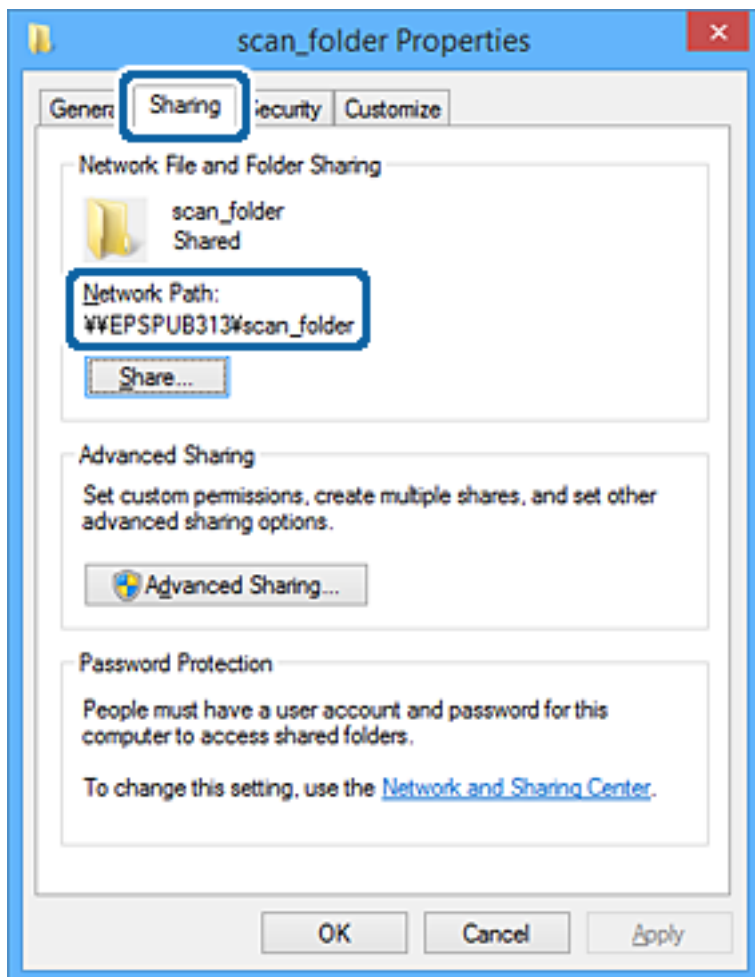 scan_folder Properties
General Sharing Security Customize
Network File and Folder Sharing
scan_folder
Shared
Network Path:
¥¥EPSPUB313¥scan_folder
Share...
Advanced Sharing
Set custom permissions, create multiple shares, and set other
advanced sharing options.
Advanced Sharing...
Password Protection
People must have a user account and password for this
computer to access shared folders.
To change this setting, use the Network and Sharing Center.
OK Cancel Apply